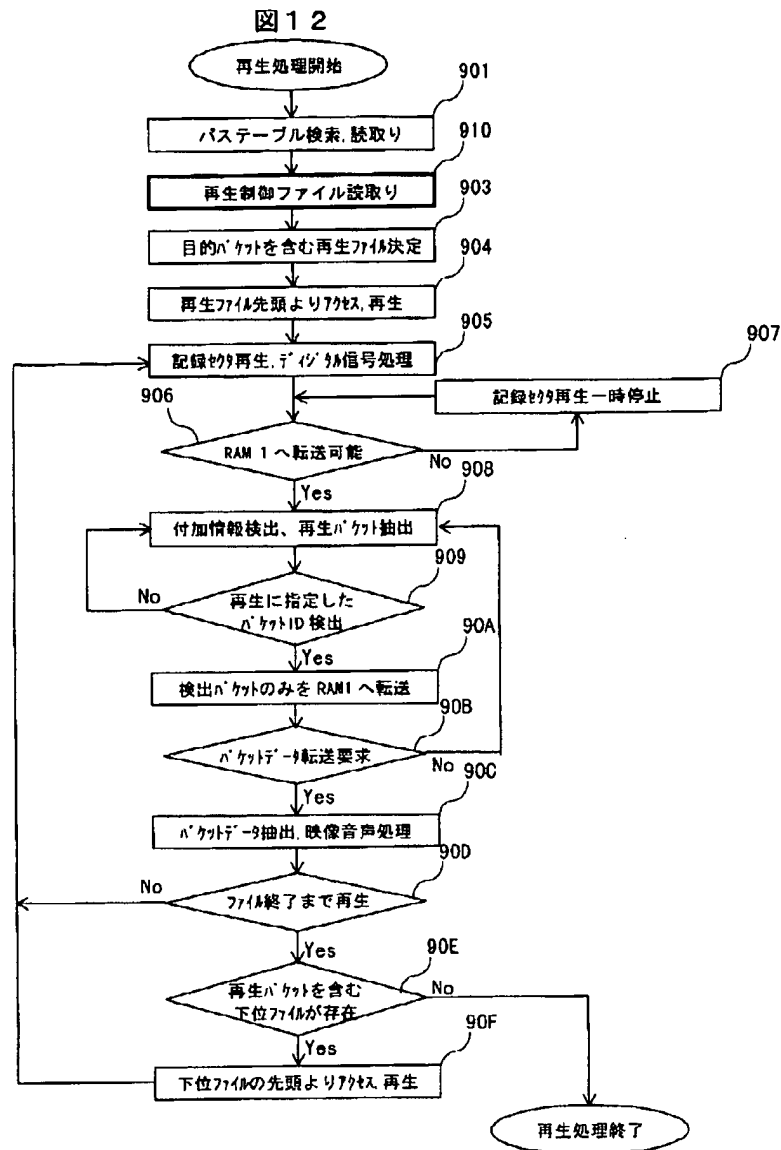 図１２
再生処理開始
901
パステーブル検索,読取り
910
再生制御ファイル読取り
903
目的ﾊﾟｹｯﾄを含む再生ﾌｧｲﾙ決定
904
再生ﾌｧｲﾙ先頭よりｱｸｾｽ,再生
905
記録ｾｸﾀ再生,ﾃﾞｨｼﾞﾀﾙ信号処理
907
記録ｾｸﾀ再生一時停止
906
RAM 1 へ転送可能
No
Yes
908
付加情報検出、再生ﾊﾟｹｯﾄ抽出
909
再生に指定した
ﾊﾟｹｯﾄID 検出
No
Yes
90A
検出ﾊﾟｹｯﾄのみを RAM1 へ転送
90B
ﾊﾟｹｯﾄﾃﾞｰﾀ転送要求
No
Yes
90C
ﾊﾟｹｯﾄﾃﾞｰﾀ抽出,映像音声処理
90D
ﾌｧｲﾙ終了まで再生
No
Yes
90E
再生ﾊﾟｹｯﾄを含む
下位ﾌｧｲﾙが存在
No
Yes
90F
下位ﾌｧｲﾙの先頭よりｱｸｾｽ,再生
再生処理終了